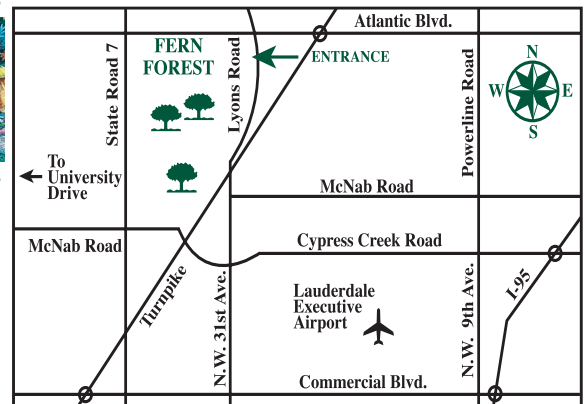 Atlantic Blvd.
FERN
FOREST
ENTRANCE
State Road 7
Lyons Road
Powerline Road
N
W
E
S
To
University
Drive
McNab Road
McNab Road
Cypress Creek Road
Turnpike
N.W. 31st Ave.
Lauderdale
Executive
Airport
N.W. 9th Ave.
I-95
Commercial Blvd.